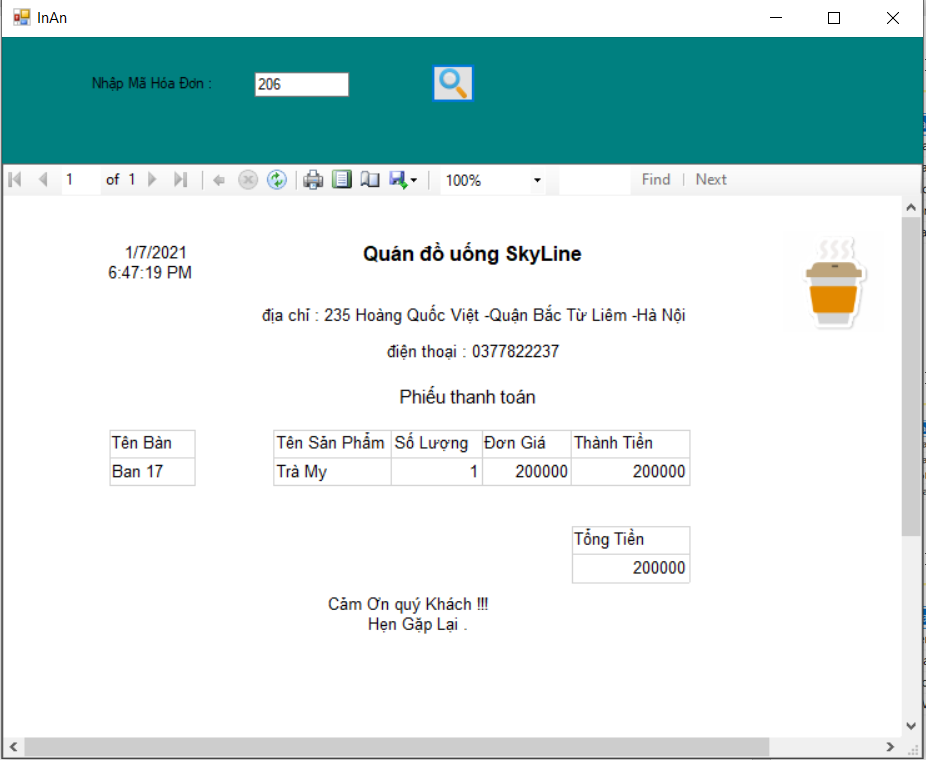 InAn
Nhập Mã Hóa Đơn : 206
1 of 1 100% Find Next
1/7/2021
6:47:19 PM
Quán đồ uống SkyLine
địa chỉ : 235 Hoàng Quốc Việt -Quận Bắc Từ Liêm -Hà Nội
điện thoại : 0377822237
Phiếu thanh toán
Tên Bàn Tên Sản Phẩm Số Lượng Đơn Giá Thành Tiền
Ban 17 Trà My 1 200000 200000
Tổng Tiền
200000
Cảm Ơn quý Khách !!!
Hẹn Gặp Lại .